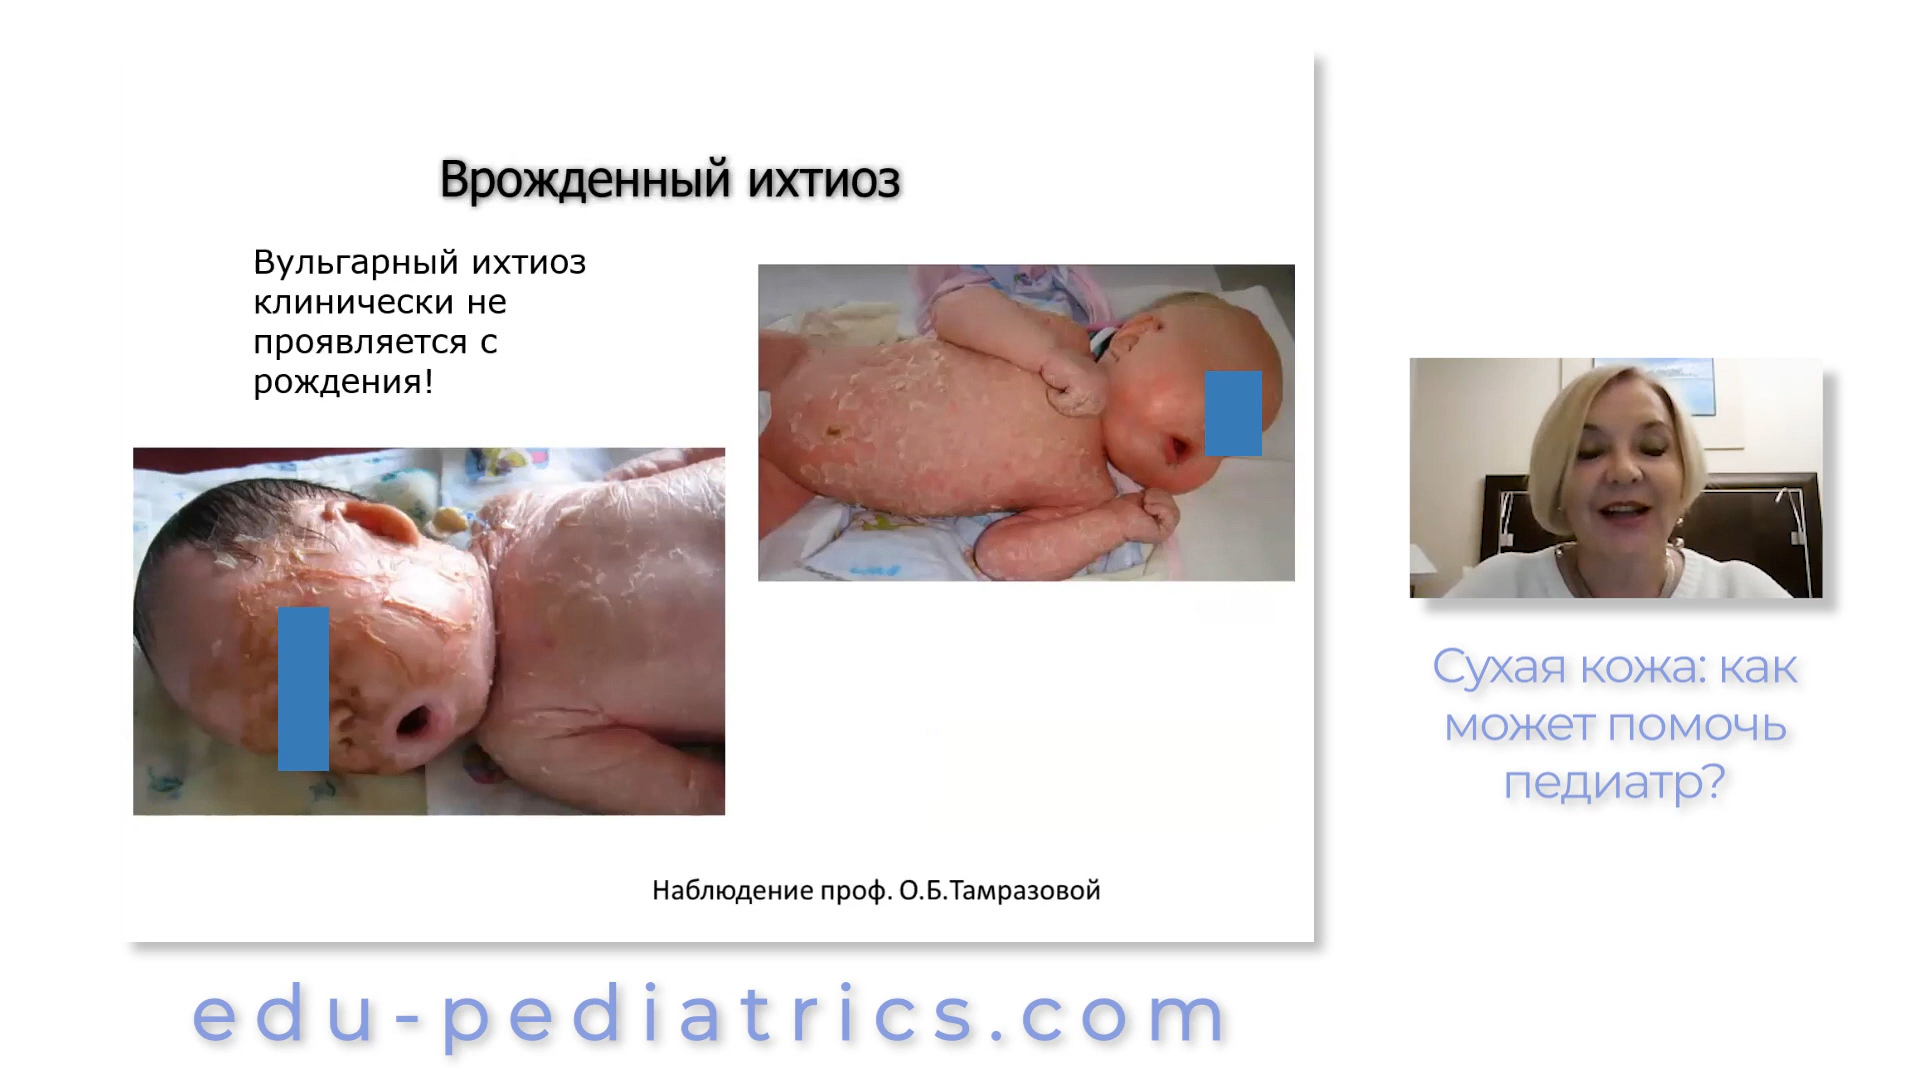 Врожденный ихтиоз
Вульгарный ихтиоз
клинически не
проявляется с
рождения!
Наблюдение проф. О.Б.Тамразовой
Сухая кожа: как
может помочь
педиатр?
edu-pediatrics.com